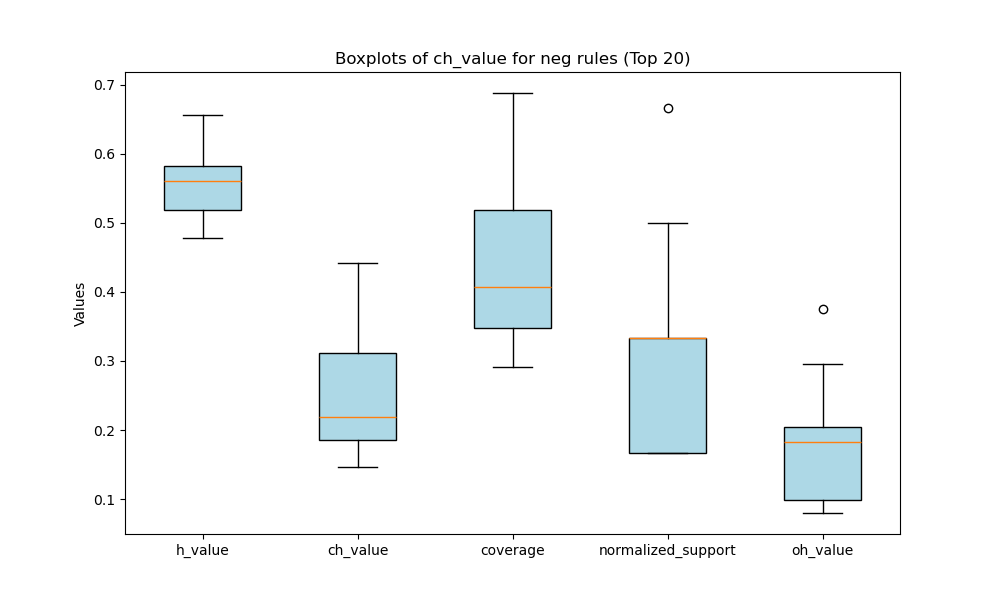 Boxplots of ch_value for neg rules (Top 20)
Values
0.7
0.6
0.5
0.4
0.3
0.2
0.1
h_value
ch_value
coverage
normalized_support
oh_value